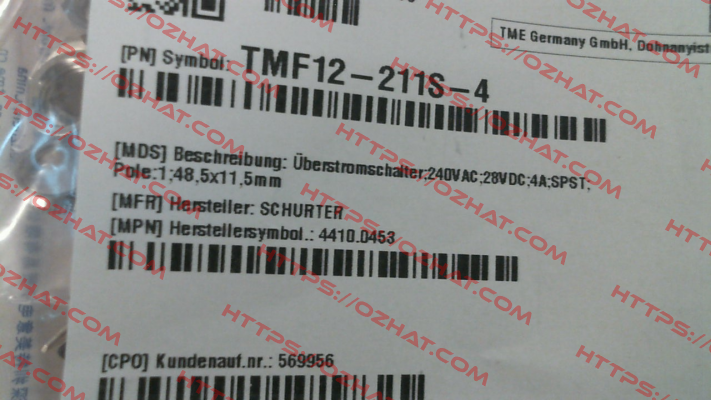 TME Germany GmbH, Dohnanyist
[PN] Symbol: TMF12-211S-4
[MDS] Beschreibung: Überstromschalter;240VAC;28VDC;4A;SPST,
Pole:1;48,5x11,5mm
[MFR] Hersteller: SCHURTER
[MPN] Herstellersymbol.: 4410.0453
[CPO] Kundenauf.nr.: 569956
HTTPS://OZHAT.COM